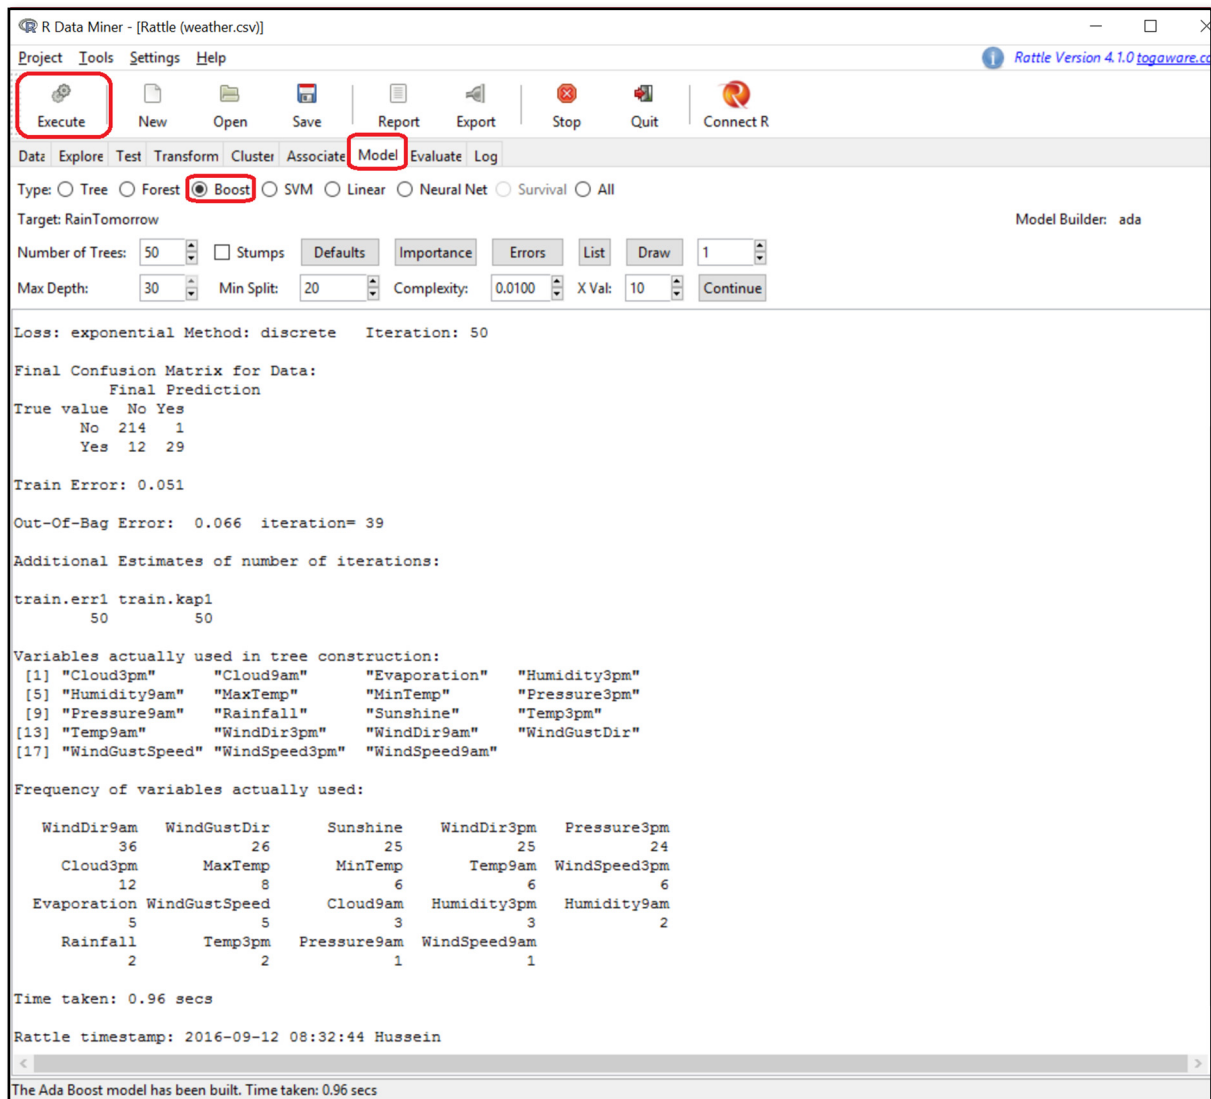 R Data Miner - [Rattle (weather.csv)]
Project Tools Settings Help
Rattle Version 4.1.0 togaware.co
Execute New Open Save Report Export Stop Quit Connect R
Data Explore Test Transform Cluster Associate Model Evaluate Log
Type: Tree Forest Boost SVM Linear Neural Net Survival All
Target: RainTomorrow Model Builder: ada
Number of Trees: 50 Stumps Defaults Importance Errors List Draw 1
Max Depth: 30 Min Split: 20 Complexity: 0.0100 X Val: 10 Continue
Loss: exponential Method: discrete   Iteration: 50
Final Confusion Matrix for Data:
Final Prediction
True value  No Yes
No  214   1
Yes  12  29
Train Error: 0.051
Out-Of-Bag Error:  0.066  iteration= 39
Additional Estimates of number of iterations:
train.err1 train.kap1
50         50
Variables actually used in tree construction:
[1] "Cloud3pm"      "Cloud9am"      "Evaporation"   "Humidity3pm"
[5] "Humidity9am"   "MaxTemp"       "MinTemp"       "Pressure3pm"
[9] "Pressure9am"   "Rainfall"      "Sunshine"      "Temp3pm"
[13] "Temp9am"       "WindDir3pm"    "WindDir9am"    "WindGustDir"
[17] "WindGustSpeed" "WindSpeed3pm"  "WindSpeed9am"
Frequency of variables actually used:
WindDir9am   WindGustDir      Sunshine    WindDir3pm   Pressure3pm
36            26            25            25            24
Cloud3pm       MaxTemp       MinTemp       Temp9am  WindSpeed3pm
12             8             6             6             6
Evaporation WindGustSpeed      Cloud9am   Humidity3pm   Humidity9am
5             5             3             3             2
Rainfall       Temp3pm   Pressure9am  WindSpeed9am
2             2             1             1
Time taken: 0.96 secs
Rattle timestamp: 2016-09-12 08:32:44 Hussein
The Ada Boost model has been built. Time taken: 0.96 secs